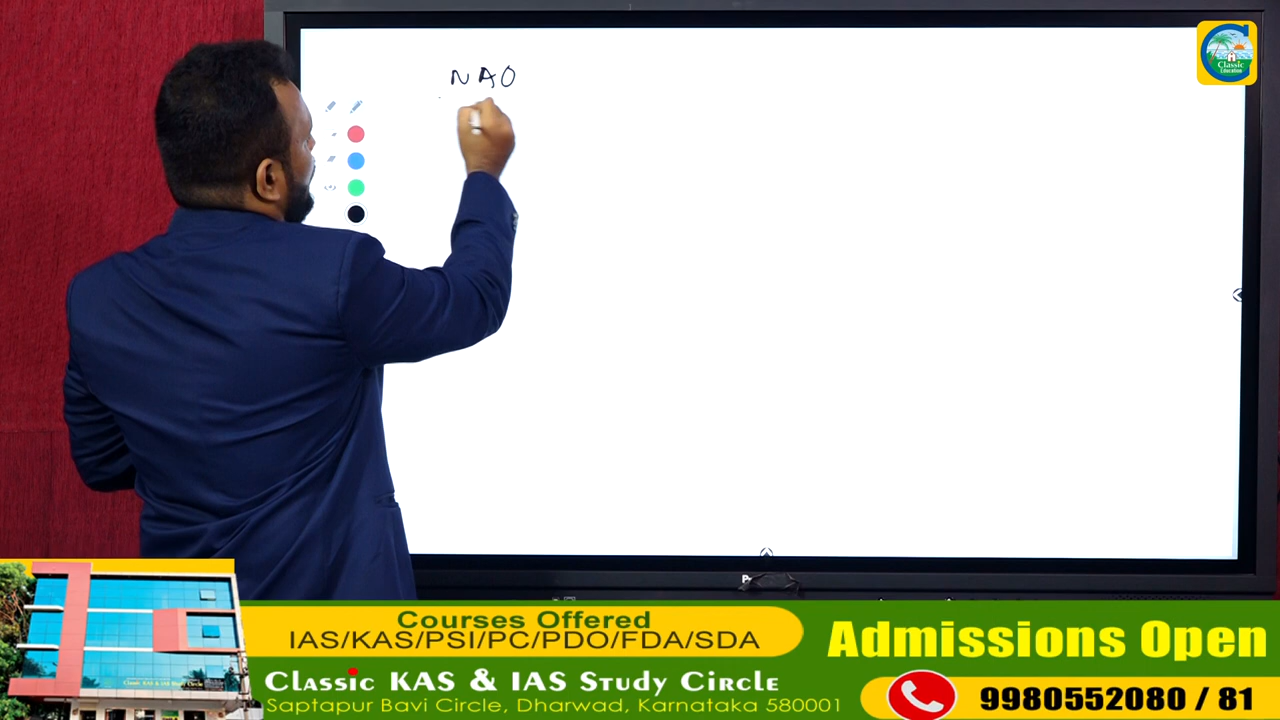 NAO
Classic
Education
Courses Offered
IAS/KAS/PSI/PC/PDO/FDA/SDA
Classic KAS & IAS Study Circle
Saptapur Bavi Circle, Dharwad, Karnataka 580001
Admissions Open
9980552080 / 81